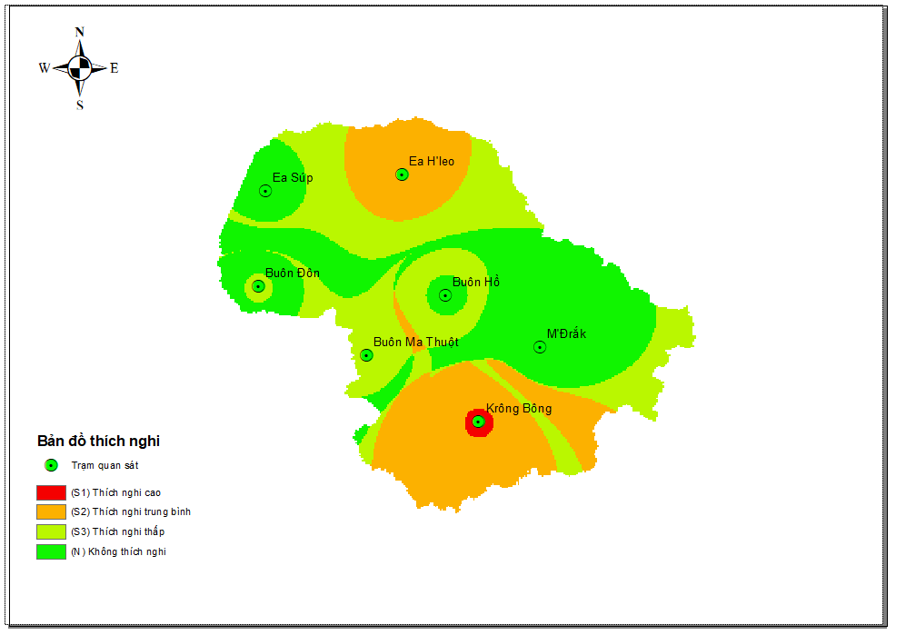 N
W E
S
Ea H'leo
Ea Súp
Buôn Đôn
Buôn Hồ
M'Đrắk
Buôn Ma Thuột
Krông Bông
Bản đồ thích nghi
Trạm quan sát
(S1) Thích nghi cao
(S2) Thích nghi trung bình
(S3) Thích nghi thấp
(N) Không thích nghi